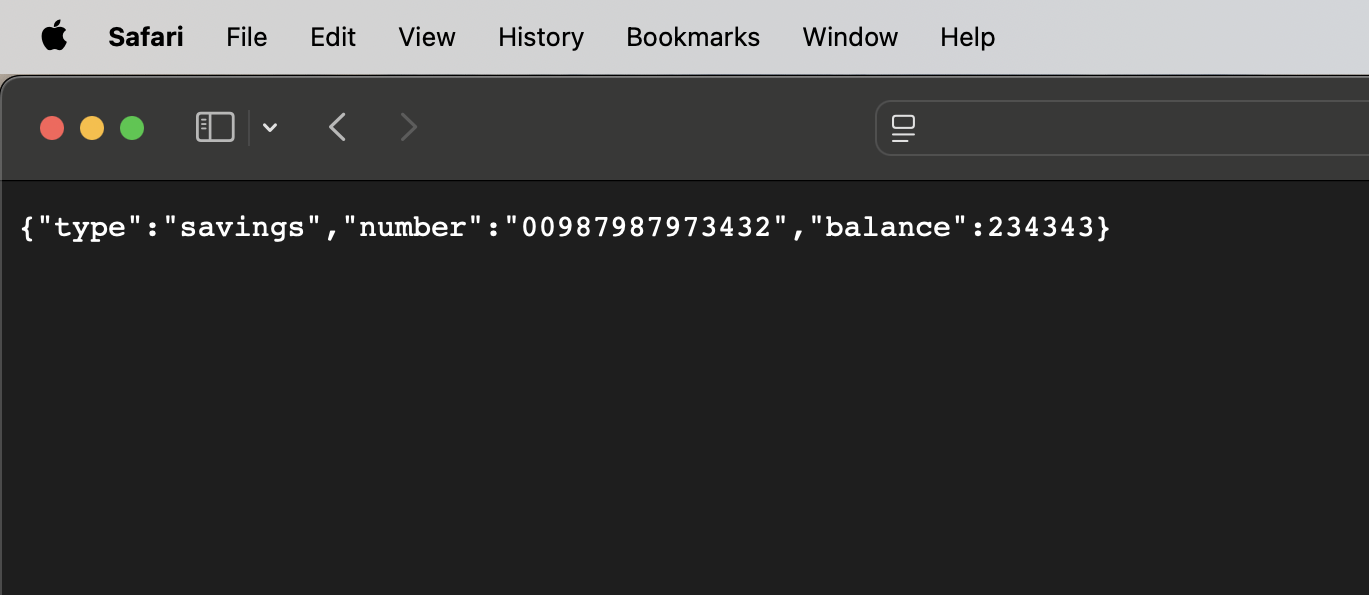 Safari File Edit View History Bookmarks Window Help
{"type":"savings","number":"00987987973432","balance":234343}